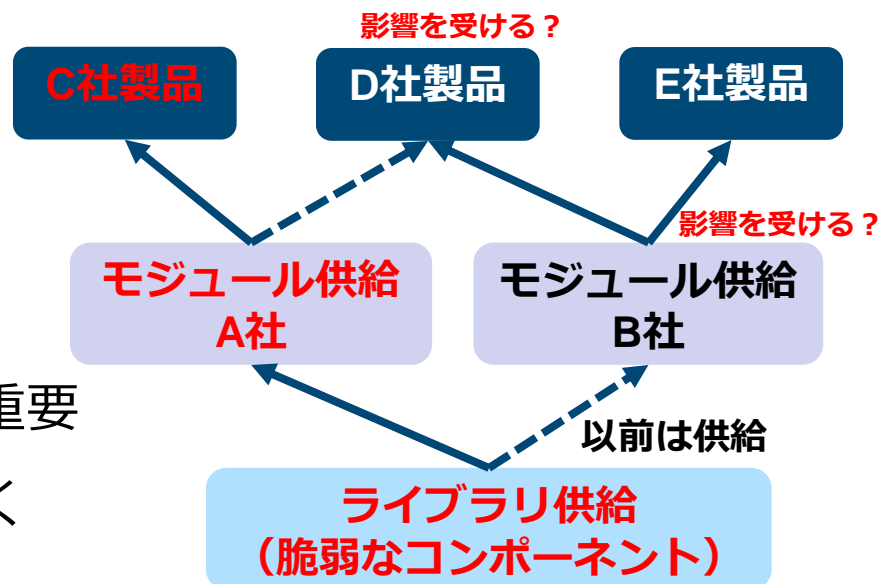 影響を受ける？
C社製品
D社製品
E社製品
影響を受ける？
モジュール供給
A社
モジュール供給
B社
重要
以前は供給
く
ライブラリ供給
（脆弱なコンポーネント）